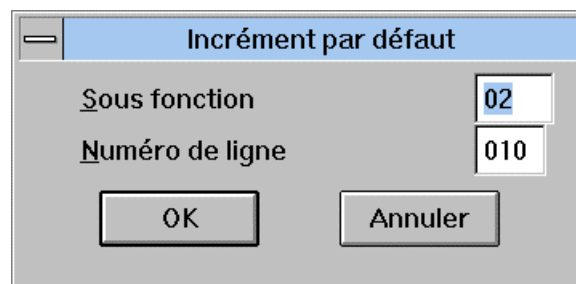 Incrément par défaut
Sous fonction 02
Numéro de ligne 010
OK Annuler